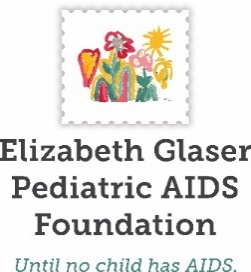 Elizabeth Glaser
Pediatric AIDS
Foundation
Until no child has AIDS.